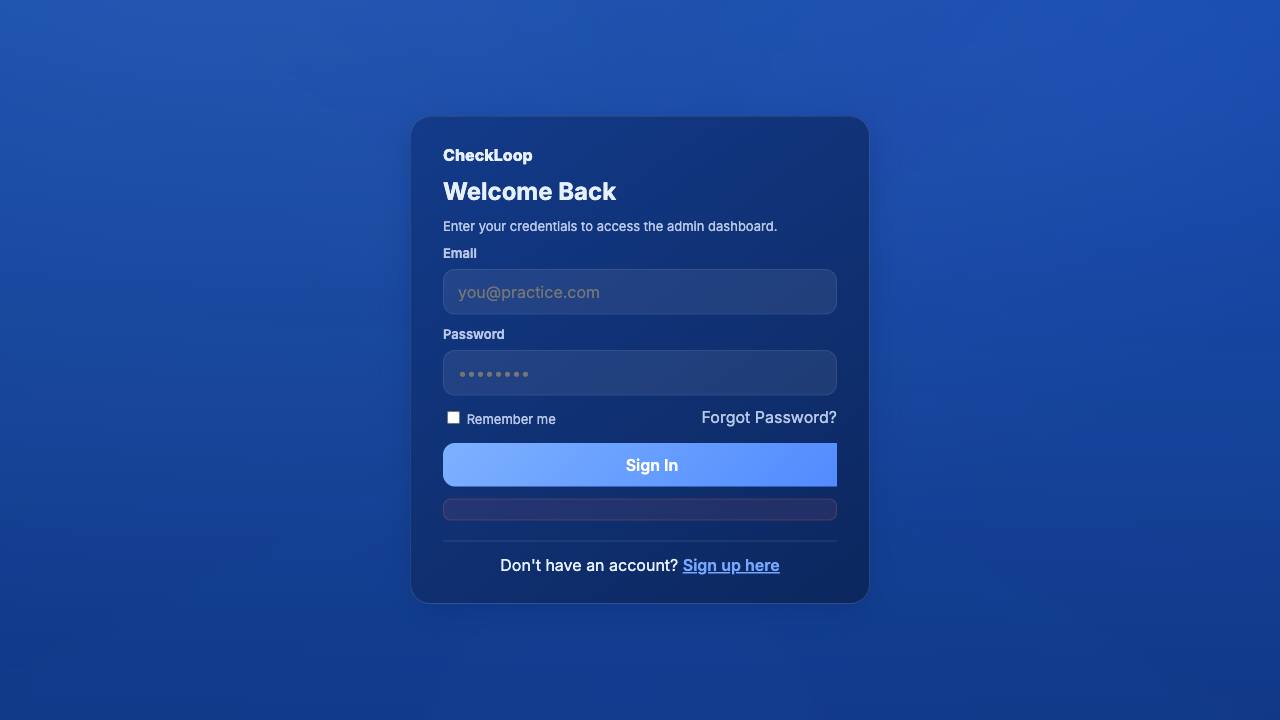 CheckLoop
Welcome Back
Enter your credentials to access the admin dashboard.
Email
you@practice.com
Password
••••••••
Remember me
Forgot Password?
Sign In
Don't have an account? Sign up here